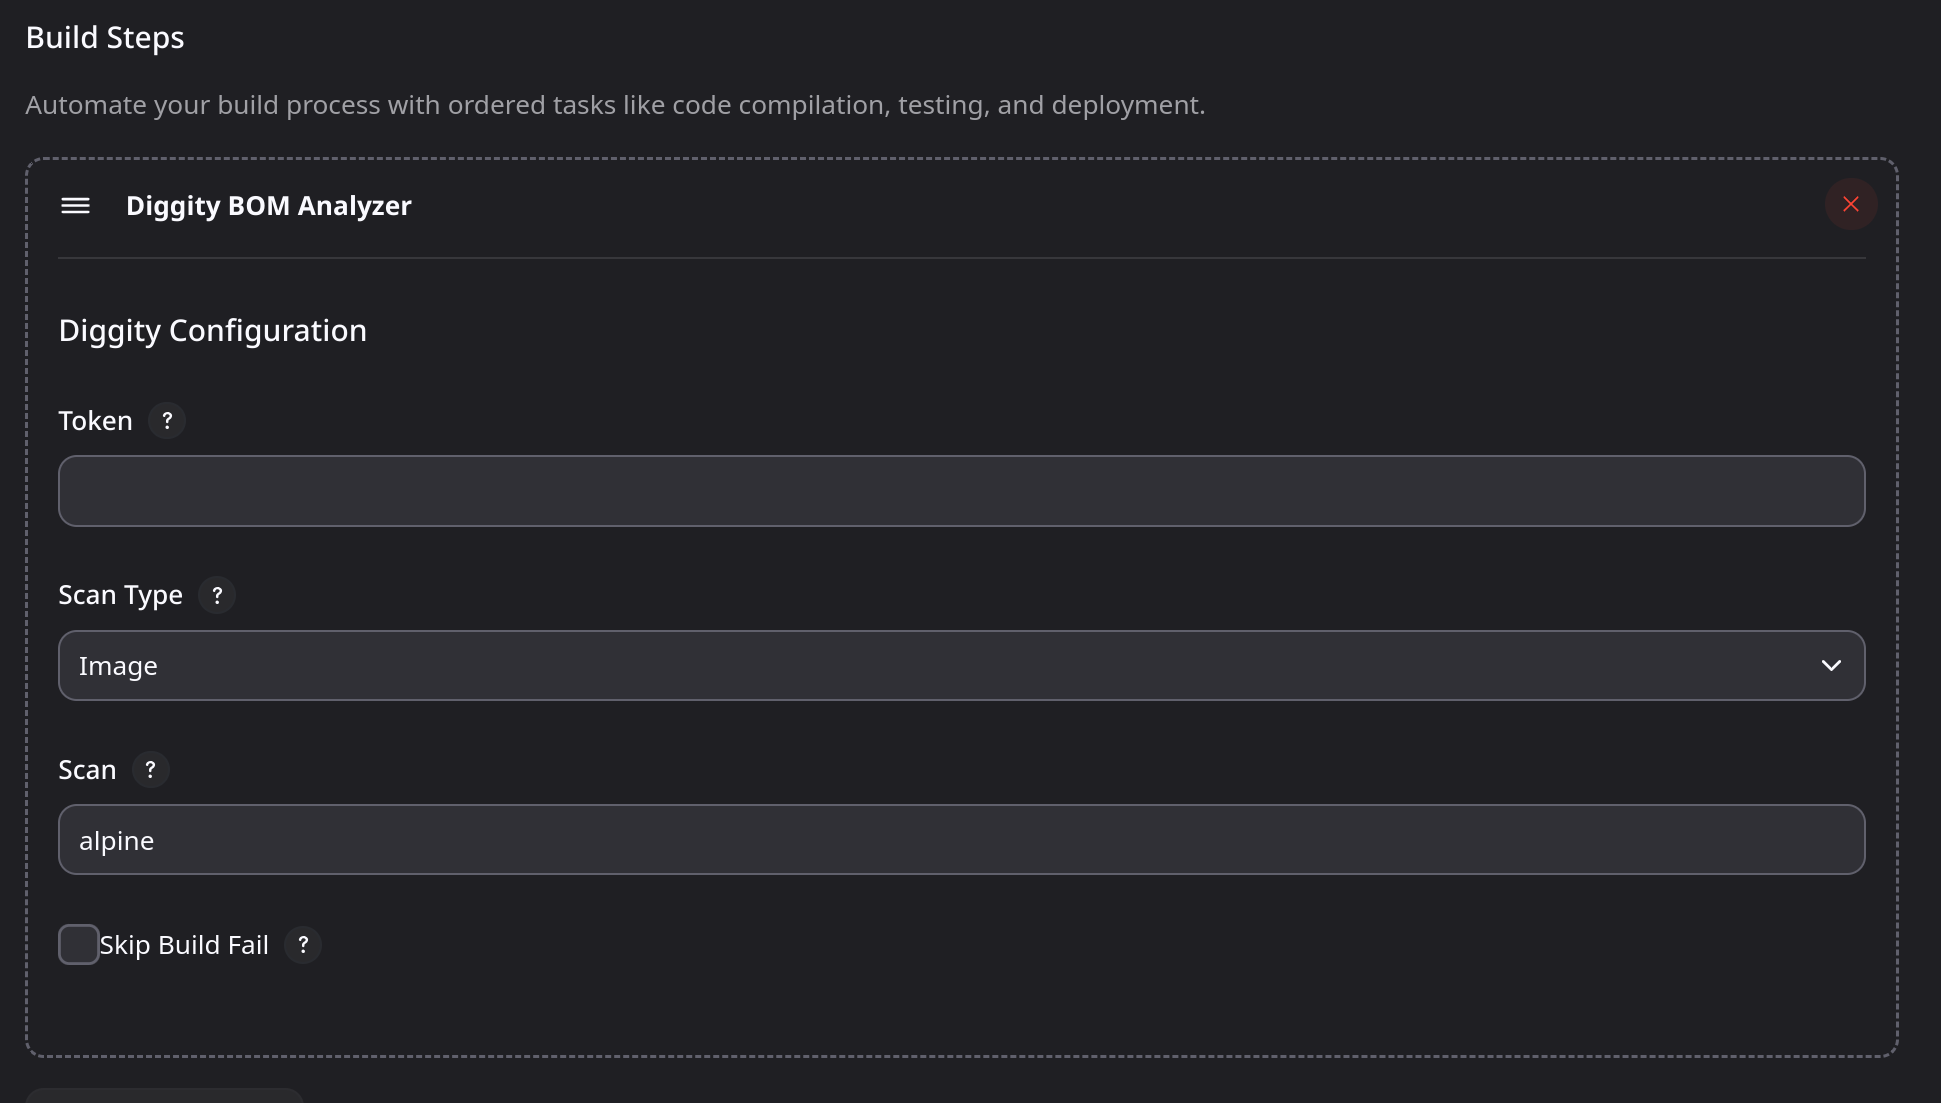 Build Steps
Automate your build process with ordered tasks like code compilation, testing, and deployment.
Diggity BOM Analyzer
Diggity Configuration
Token ?
Scan Type ?
Image
Scan ?
alpine
Skip Build Fail ?